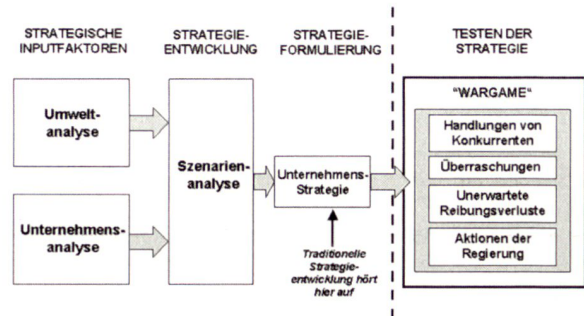 STRATEGISCHE
INPUTFAKTOREN
STRATEGIE-
ENTWICKLUNG
STRATEGIE-
FORMULIERUNG
TESTEN DER
STRATEGIE
Umwelt-
analyse
Unternehmens-
analyse
Szenarien-
analyse
Unternehmens-
Strategie
Traditionelle
Strategie-
entwicklung hört
hier auf
"WARGAME"
Handlungen von
Konkurrenten
Überraschungen
Unerwartete
Reibungsverluste
Aktionen der
Regierung